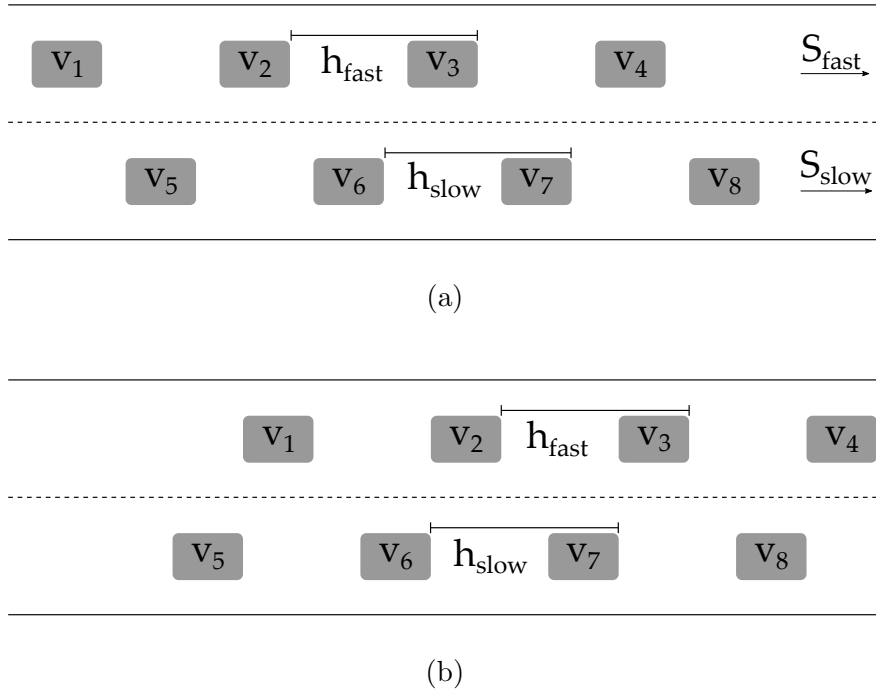 v1 v2 v3 v4 Sfast
hfast
v5 v6 v7 v8 Sslow
hslow
(a)
v1 v2 v3 v4
hfast
v5 v6 v7 v8
hslow
(b)